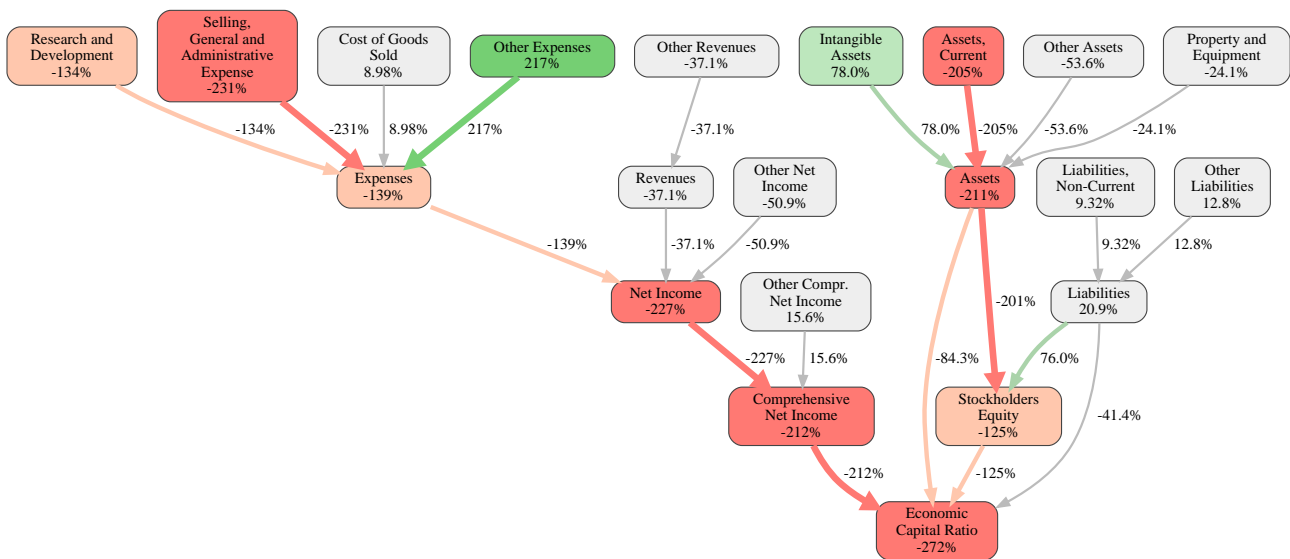 Research and
Development
-134%
Selling,
General and
Administrative
Expense
-231%
Cost of Goods
Sold
8.98%
Other Expenses
217%
Other Revenues
-37.1%
Intangible
Assets
78.0%
Assets,
Current
-205%
Other Assets
-53.6%
Property and
Equipment
-24.1%
-134%
-231%
8.98%
217%
-37.1%
78.0%
-205%
-53.6%
-24.1%
Expenses
-139%
Revenues
-37.1%
Other Net
Income
-50.9%
Assets
-211%
Liabilities,
Non-Current
9.32%
Other
Liabilities
12.8%
-139%
-37.1%
-50.9%
9.32%
12.8%
Net Income
-227%
Other Compr.
Net Income
15.6%
-201%
Liabilities
20.9%
-227%
15.6%
-84.3%
76.0%
Comprehensive
Net Income
-212%
Stockholders
Equity
-125%
-41.4%
-212%
-125%
Economic
Capital Ratio
-272%